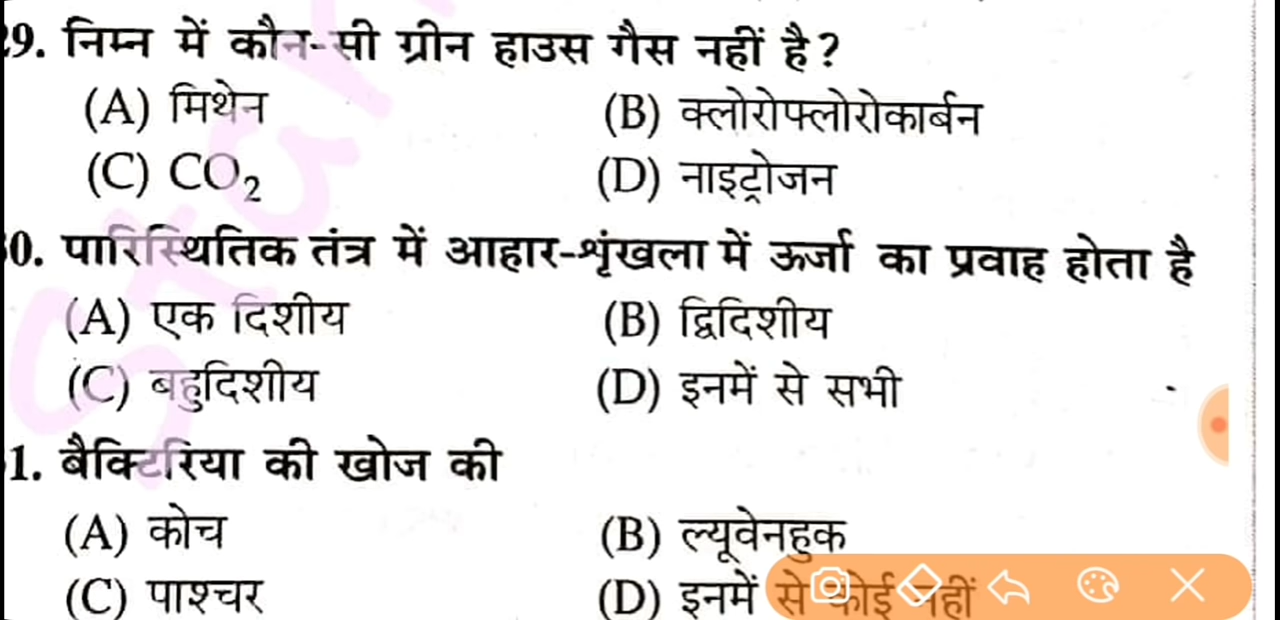 29. निम्न में कौन-सी ग्रीन हाउस गैस नहीं है?
(A) मिथेन (B) क्लोरोफ्लोरोकार्बन
(C) CO₂ (D) नाइट्रोजन
0. पारिस्थितिक तंत्र में आहार-शृंखला में ऊर्जा का प्रवाह होता है
(A) एक दिशीय (B) द्विदिशीय
(C) बहुदिशीय (D) इनमें से सभी
1. बैक्टिरिया की खोज की
(A) कोच (B) ल्यूवेनहुक
(C) पाश्चर (D) इनमें से कोई नहीं